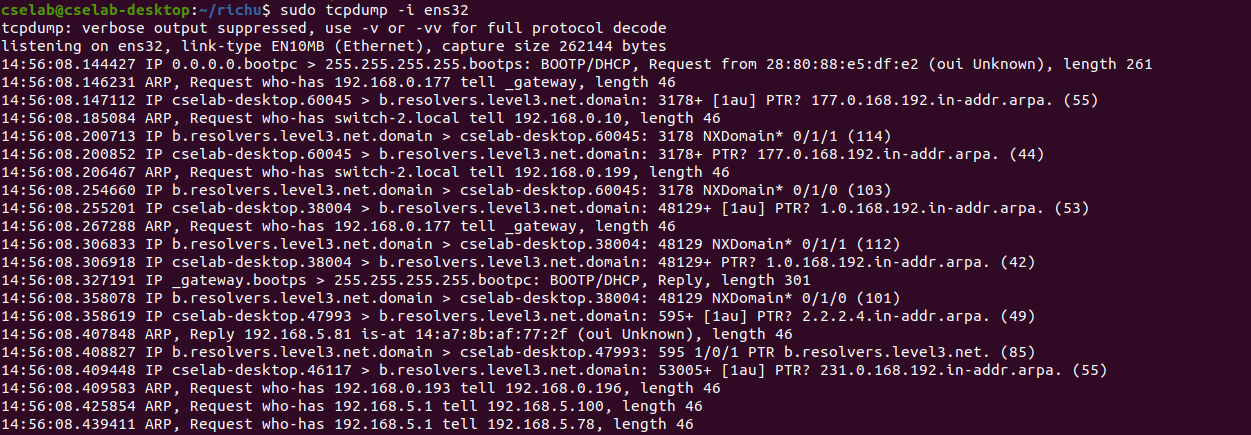 cselab@cselab-desktop:~/richu$ sudo tcpdump -i ens32
tcpdump: verbose output suppressed, use -v or -vv for full protocol decode
listening on ens32, link-type EN10MB (Ethernet), capture size 262144 bytes
14:56:08.144427 IP 0.0.0.0.bootpc > 255.255.255.255.bootps: BOOTP/DHCP, Request from 28:80:88:e5:df:e2 (oui Unknown), length 261
14:56:08.146231 ARP, Request who-has 192.168.0.177 tell _gateway, length 46
14:56:08.147112 IP cselab-desktop.60045 > b.resolvers.level3.net.domain: 3178+ [1au] PTR? 177.0.168.192.in-addr.arpa. (55)
14:56:08.185084 ARP, Request who-has switch-2.local tell 192.168.0.10, length 46
14:56:08.200713 IP b.resolvers.level3.net.domain > cselab-desktop.60045: 3178 NXDomain* 0/1/1 (114)
14:56:08.200852 IP cselab-desktop.60045 > b.resolvers.level3.net.domain: 3178+ PTR? 177.0.168.192.in-addr.arpa. (44)
14:56:08.206467 ARP, Request who-has switch-2.local tell 192.168.0.199, length 46
14:56:08.254660 IP b.resolvers.level3.net.domain > cselab-desktop.60045: 3178 NXDomain* 0/1/0 (103)
14:56:08.255201 IP cselab-desktop.38004 > b.resolvers.level3.net.domain: 48129+ [1au] PTR? 1.0.168.192.in-addr.arpa. (53)
14:56:08.267288 ARP, Request who-has 192.168.0.177 tell _gateway, length 46
14:56:08.306833 IP b.resolvers.level3.net.domain > cselab-desktop.38004: 48129 NXDomain* 0/1/1 (112)
14:56:08.306918 IP cselab-desktop.38004 > b.resolvers.level3.net.domain: 48129+ PTR? 1.0.168.192.in-addr.arpa. (42)
14:56:08.327191 IP _gateway.bootps > 255.255.255.255.bootpc: BOOTP/DHCP, Reply, length 301
14:56:08.358078 IP b.resolvers.level3.net.domain > cselab-desktop.38004: 48129 NXDomain* 0/1/0 (101)
14:56:08.358619 IP cselab-desktop.47993 > b.resolvers.level3.net.domain: 595+ [1au] PTR? 2.2.2.4.in-addr.arpa. (49)
14:56:08.407848 ARP, Reply 192.168.5.81 is-at 14:a7:8b:af:77:2f (oui Unknown), length 46
14:56:08.408827 IP b.resolvers.level3.net.domain > cselab-desktop.47993: 595 1/0/1 PTR b.resolvers.level3.net. (85)
14:56:08.409448 IP cselab-desktop.46117 > b.resolvers.level3.net.domain: 53005+ [1au] PTR? 231.0.168.192.in-addr.arpa. (55)
14:56:08.409583 ARP, Request who-has 192.168.0.193 tell 192.168.0.196, length 46
14:56:08.425854 ARP, Request who-has 192.168.5.1 tell 192.168.5.100, length 46
14:56:08.439411 ARP, Request who-has 192.168.5.1 tell 192.168.5.78, length 46